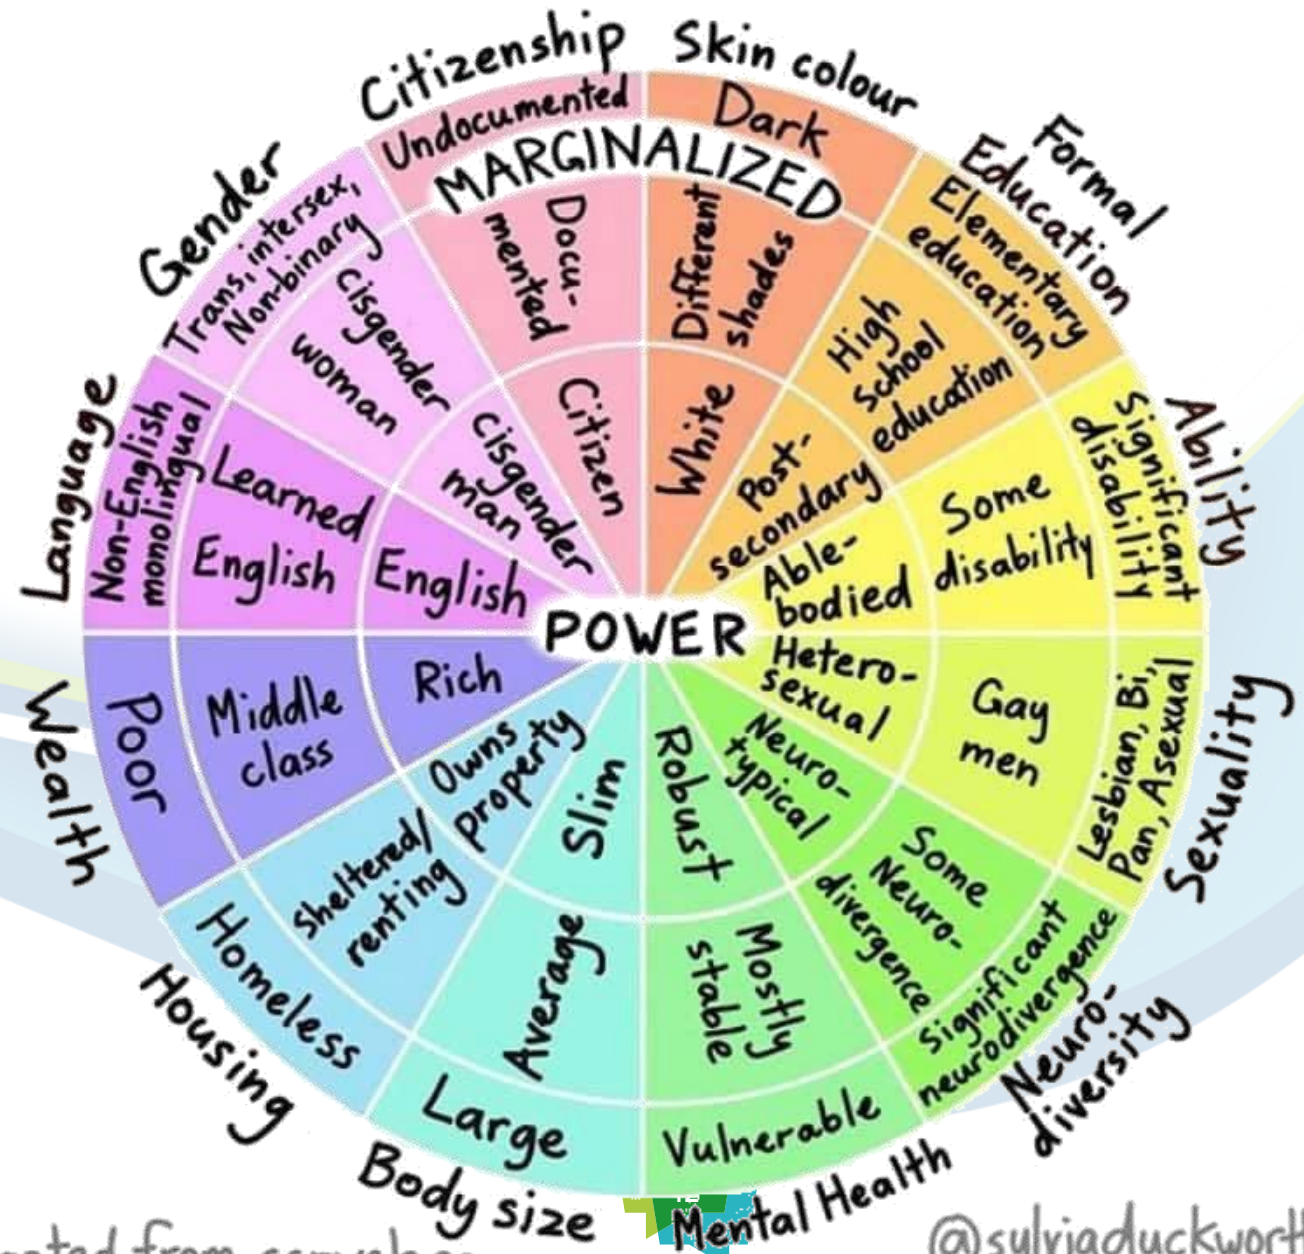 Citizenship
Undocumented
Docu-
mented
Citizen
Skin colour
Dark
Different
shades
White
Formal
Education
Elementary
education
High
school
education
Post-
secondary
Ability
Significant
disability
Some
disability
Able-
bodied
Sexuality
Lesbian, Bi,
Pan, Asexual
Gay
men
Hetero-
sexual
Neuro-
diversity
Significant
neurodivergence
Some
Neuro-
divergence
Neuro-
typical
Mental Health
Vulnerable
Mostly
stable
Robust
Body size
Large
Average
Slim
Housing
Homeless
Sheltered/
renting
Owns
property
Wealth
Poor
Middle
class
Rich
Language
Non-English
monolingual
Learned
English
English
Gender
Trans, intersex,
Non-binary
Cisgender
woman
Cisgender
man
MARGINALIZED
POWER
@sylviaduckworth